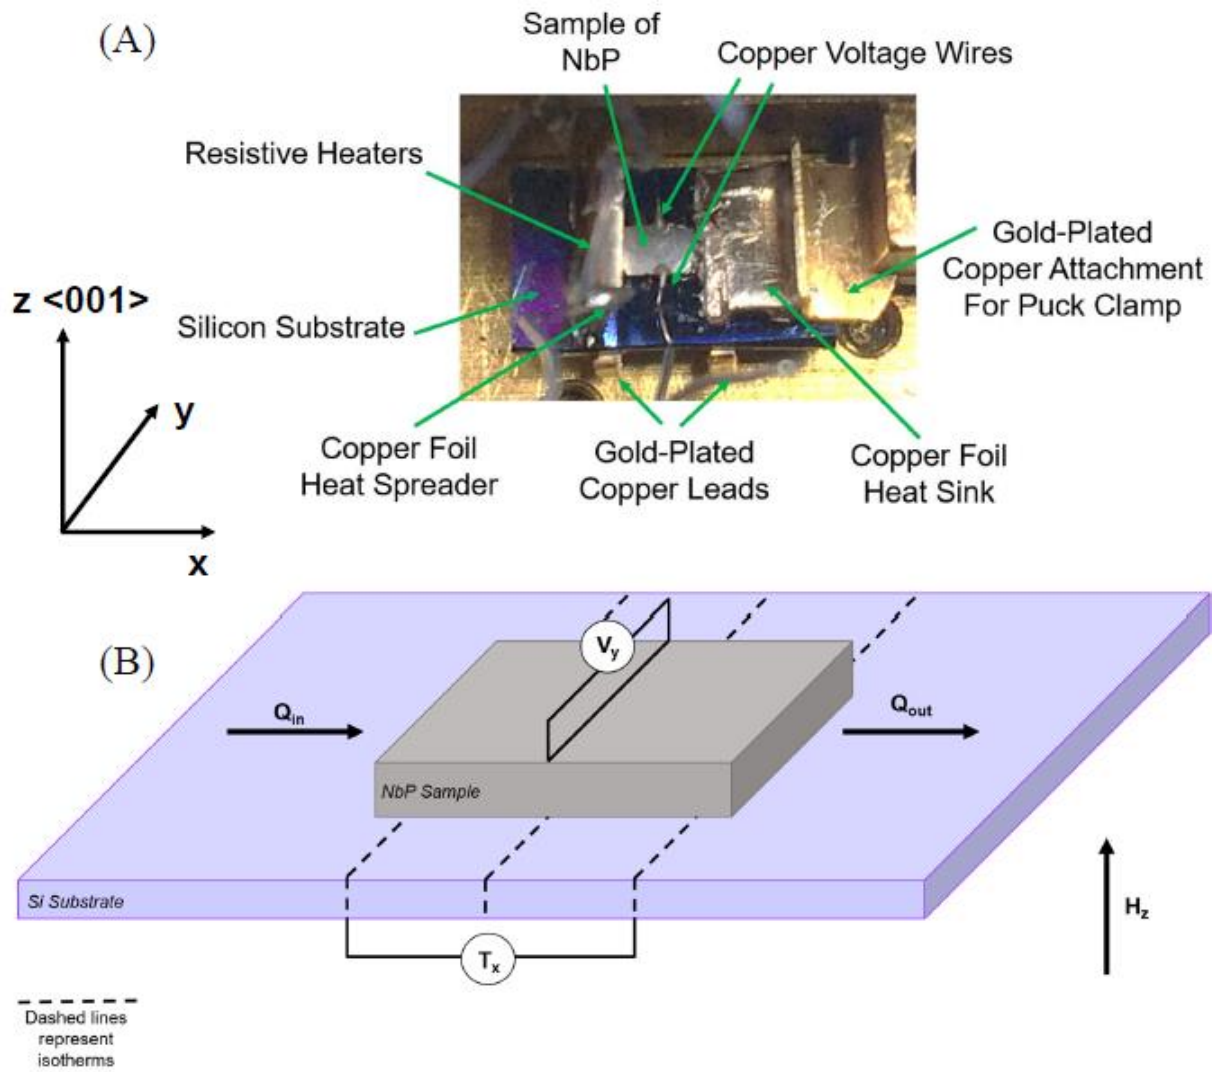 (A)
Sample of
NbP
Copper Voltage Wires
Resistive Heaters
Gold-Plated
Copper Attachment
For Puck Clamp
z <001>
Silicon Substrate
y
Copper Foil
Heat Spreader
Gold-Plated
Copper Leads
Copper Foil
Heat Sink
x
(B)
Vy
Qin
Qout
NbP Sample
Si Substrate
Hz
Tx
Dashed lines
represent
isotherms